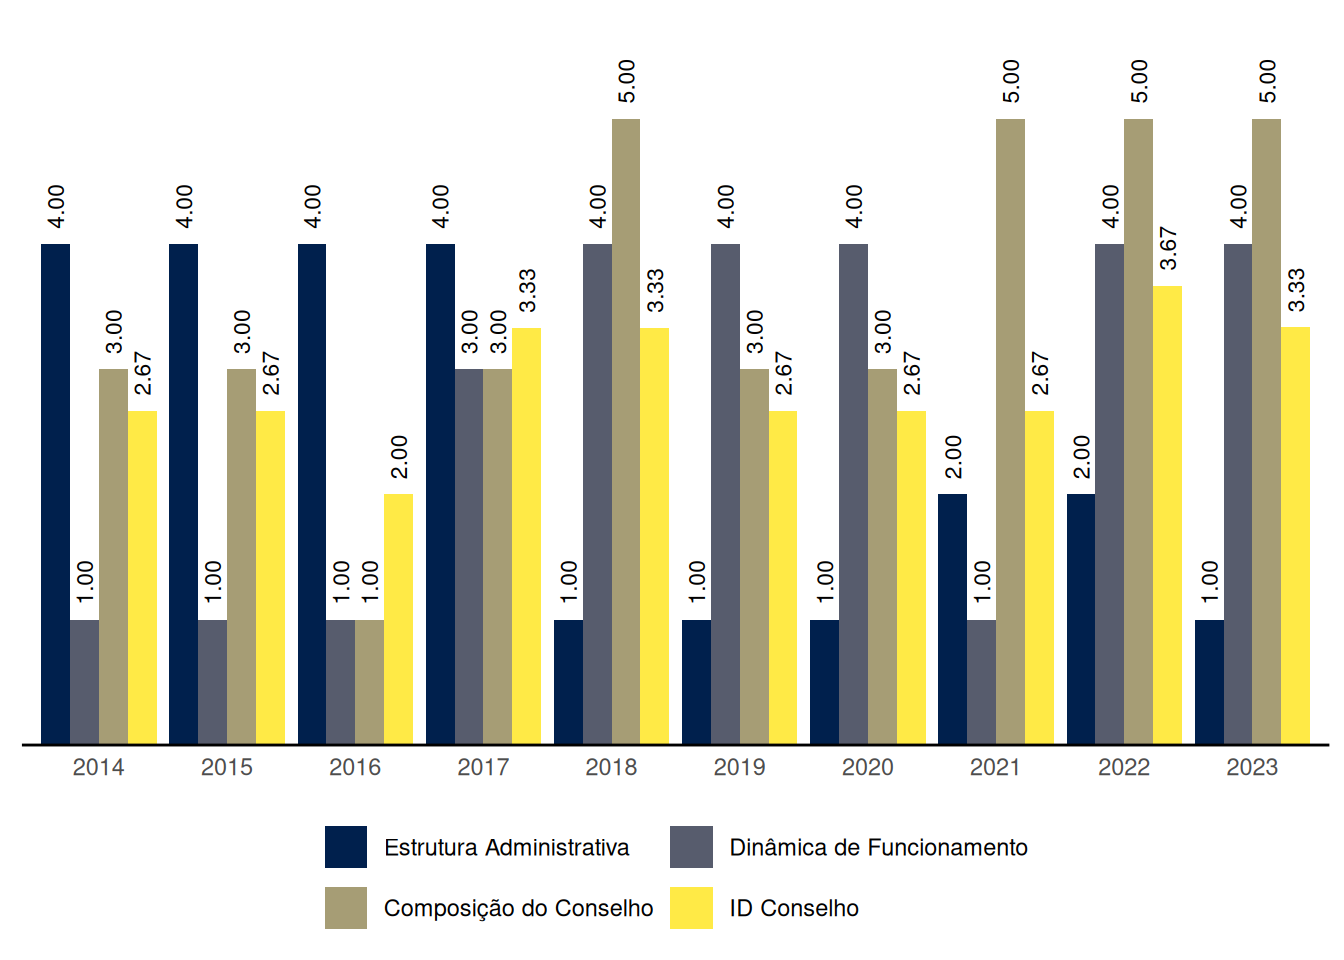 4.00 1.00 3.00 2.67 4.00 1.00 3.00 2.67 4.00 1.00 1.00 2.00 4.00 3.00 3.00 3.33 1.00 4.00 5.00 3.33 1.00 4.00 3.00 2.67 1.00 4.00 3.00 2.67 2.00 1.00 5.00 2.67 2.00 4.00 5.00 3.67 1.00 4.00 5.00 3.33
2014 2015 2016 2017 2018 2019 2020 2021 2022 2023
Estrutura Administrativa Dinâmica de Funcionamento
Composição do Conselho ID Conselho